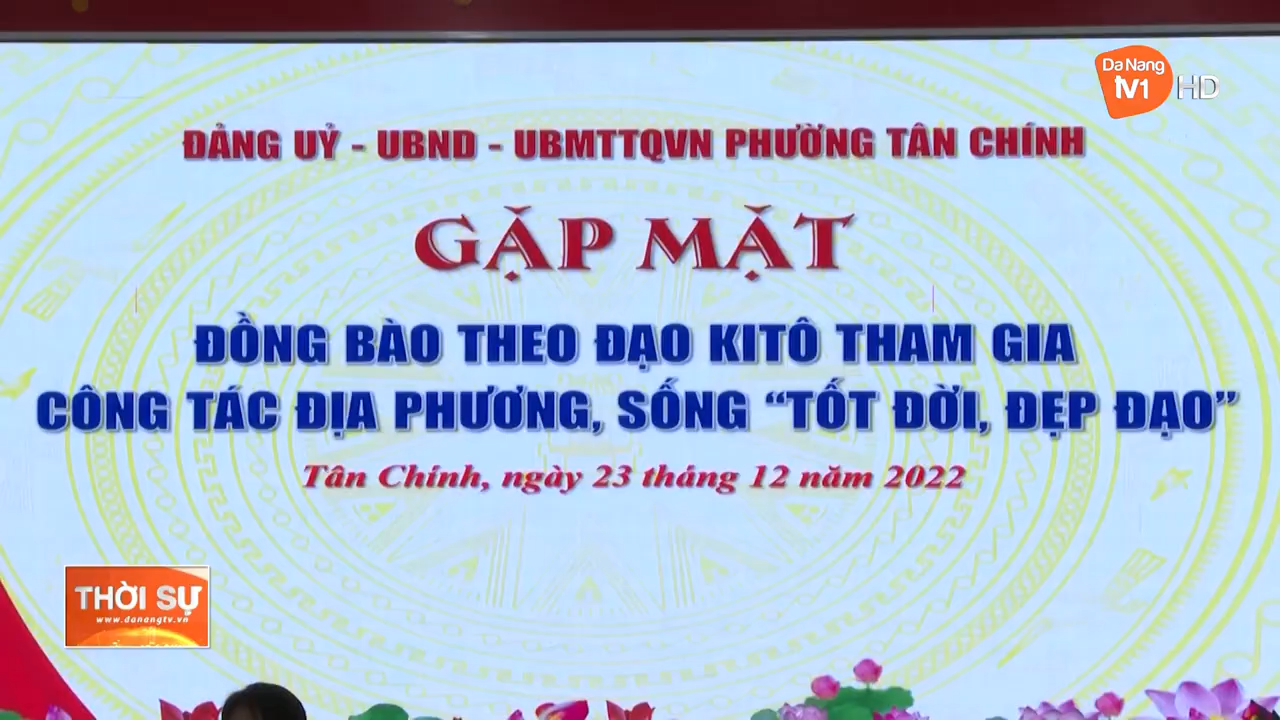 Da Nang
TV1 HD
ĐẢNG UỶ - UBND - UBMTTQVN PHƯỜNG TÂN CHÍNH
GẶP MẶT
ĐỒNG BÀO THEO ĐẠO KITÔ THAM GIA
CÔNG TÁC ĐỊA PHƯƠNG, SỐNG “TỐT ĐỜI, ĐẸP ĐẠO”
Tân Chính, ngày 23 tháng 12 năm 2022
THỜI SỰ
www.danangtv.vn